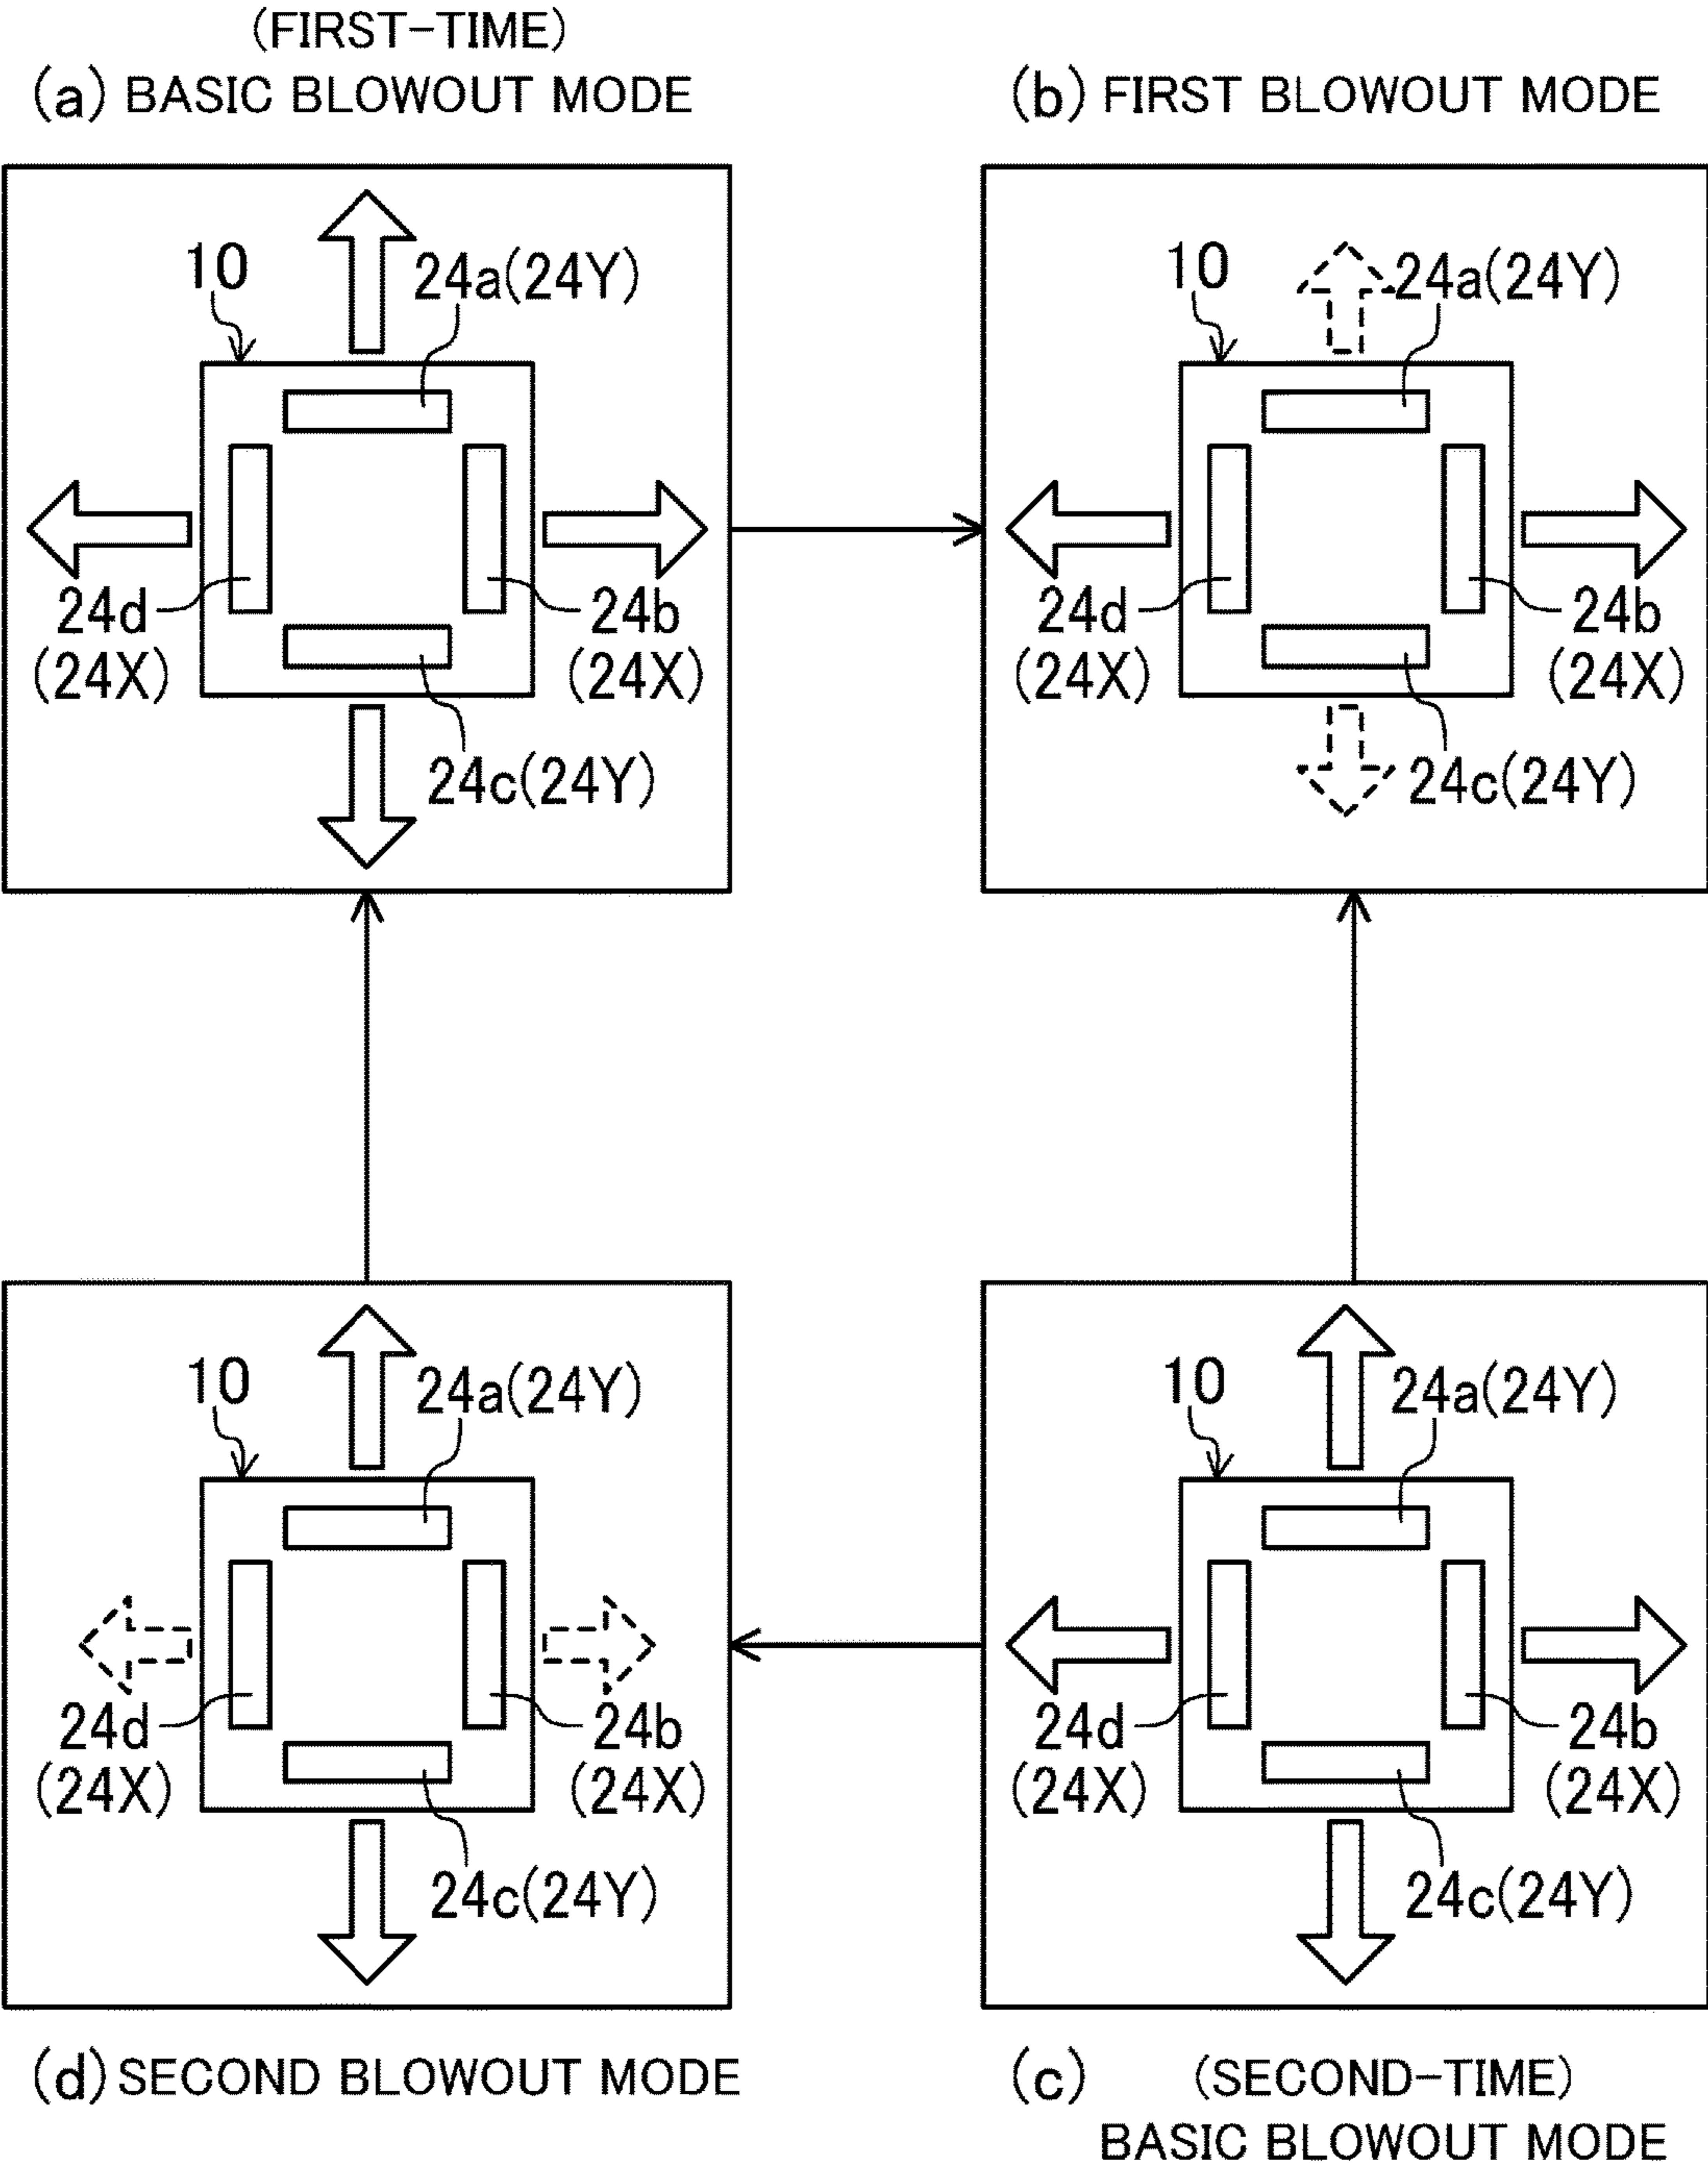 (FIRST-TIME)
(a) BASIC BLOWOUT MODE
10
24a(24Y)
24d
(24X)
24b
(24X)
24c(24Y)
(b) FIRST BLOWOUT MODE
10
24a(24Y)
24d
(24X)
24b
(24X)
24c(24Y)
10
24a(24Y)
24d
(24X)
24b
(24X)
24c(24Y)
(d) SECOND BLOWOUT MODE
10
24a(24Y)
24d
(24X)
24b
(24X)
24c(24Y)
(c) (SECOND-TIME)
BASIC BLOWOUT MODE